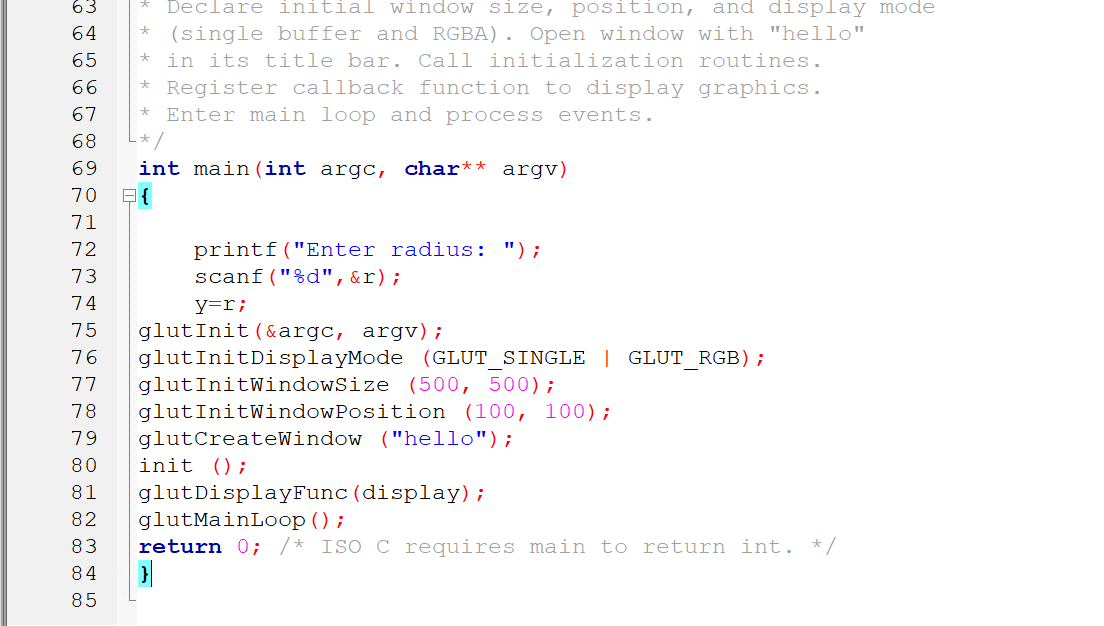 63 * Declare initial window size, position, and display mode
64 * (single buffer and RGBA). Open window with "hello"
65 * in its title bar. Call initialization routines.
66 * Register callback function to display graphics.
67 * Enter main loop and process events.
68 */
69 int main(int argc, char** argv)
70 {
71
72     printf("Enter radius: ");
73     scanf("%d",&r);
74     y=r;
75 glutInit(&argc, argv);
76 glutInitDisplayMode (GLUT_SINGLE | GLUT_RGB);
77 glutInitWindowSize (500, 500);
78 glutInitWindowPosition (100, 100);
79 glutCreateWindow ("hello");
80 init ();
81 glutDisplayFunc(display);
82 glutMainLoop();
83 return 0; /* ISO C requires main to return int. */
84 }
85